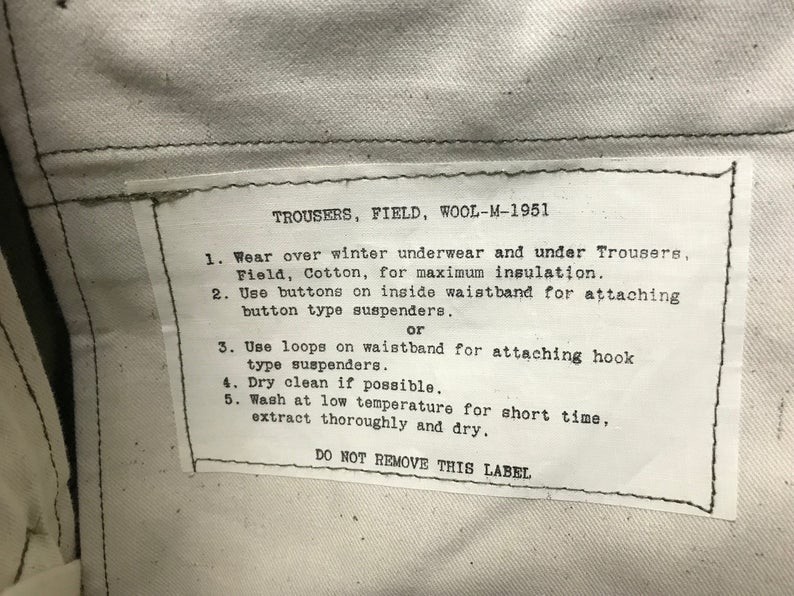 TROUSERS, FIELD, WOOL-M-1951
1. Wear over winter underwear and under Trousers,
Field, Cotton, for maximum insulation.
2. Use buttons on inside waistband for attaching
button type suspenders.
or
3. Use loops on waistband for attaching hook
type suspenders.
4. Dry clean if possible.
5. Wash at low temperature for short time,
extract thoroughly and dry.
DO NOT REMOVE THIS LABEL